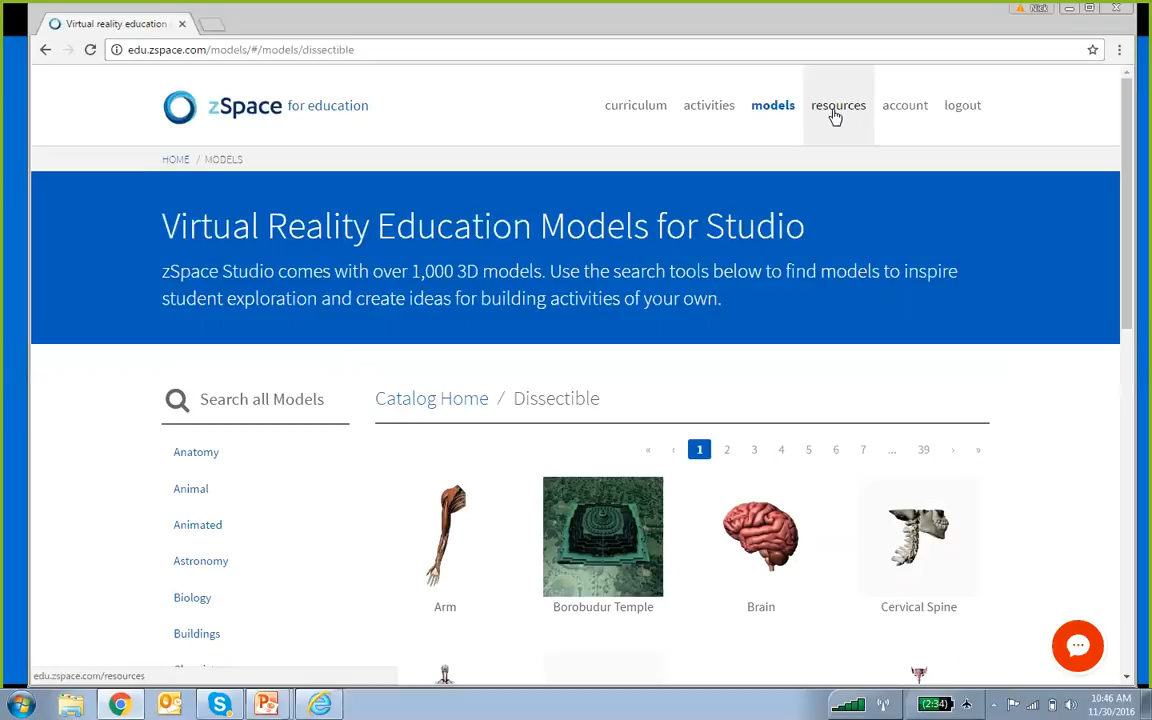 Virtual reality education
Nick
edu.zspace.com/models/#/models/dissectible
zSpace for education
curriculum
activities
models
resources
account
logout
HOME / MODELS
Virtual Reality Education Models for Studio
zSpace Studio comes with over 1,000 3D models. Use the search tools below to find models to inspire
student exploration and create ideas for building activities of your own.
Search all Models
Catalog Home / Dissectible
« ‹ 1 2 3 4 5 6 7 ... 39 › »
Anatomy
Animal
Animated
Astronomy
Biology
Buildings
Arm
Borobudur Temple
Brain
Cervical Spine
edu.zspace.com/resources
(2:34)
10:46 AM
11/30/2016